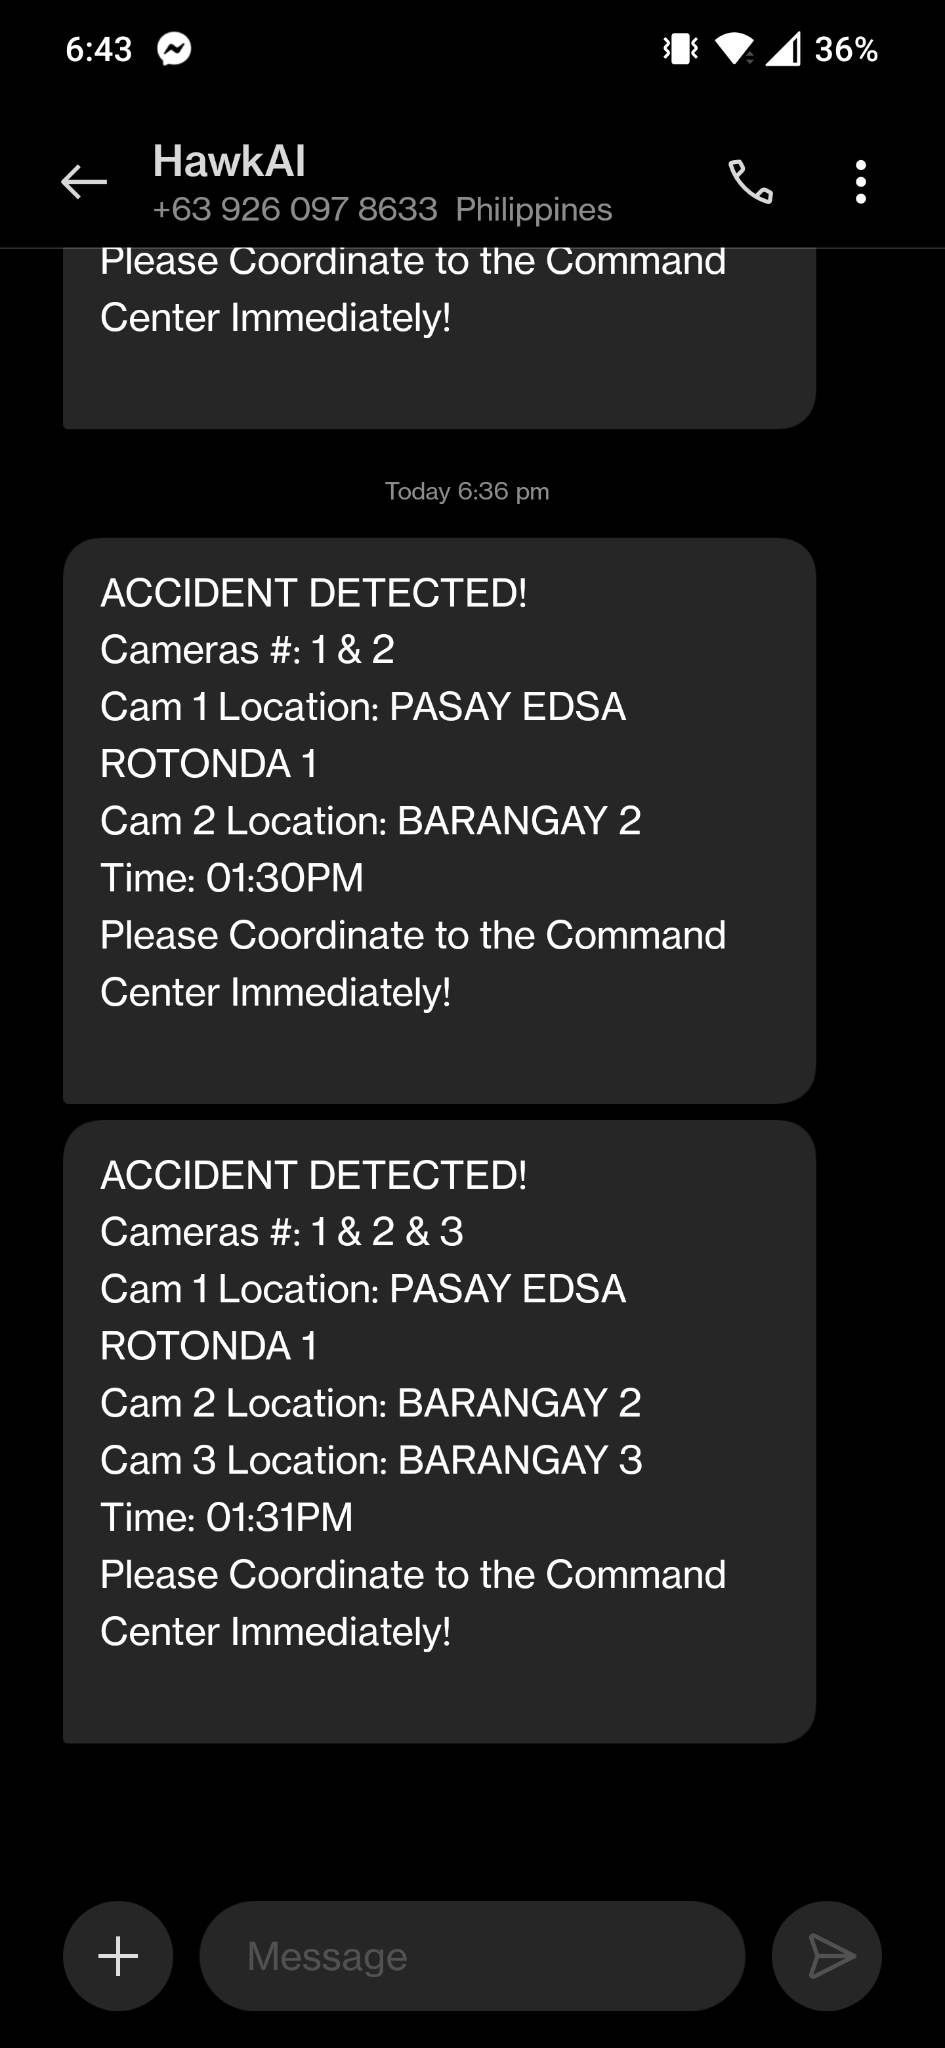 6:43
36%
HawkAI
+63 926 097 8633 Philippines
Please Coordinate to the Command
Center Immediately!
Today 6:36 pm
ACCIDENT DETECTED!
Cameras #: 1 & 2
Cam 1 Location: PASAY EDSA
ROTONDA 1
Cam 2 Location: BARANGAY 2
Time: 01:30PM
Please Coordinate to the Command
Center Immediately!
ACCIDENT DETECTED!
Cameras #: 1 & 2 & 3
Cam 1 Location: PASAY EDSA
ROTONDA 1
Cam 2 Location: BARANGAY 2
Cam 3 Location: BARANGAY 3
Time: 01:31PM
Please Coordinate to the Command
Center Immediately!
Message